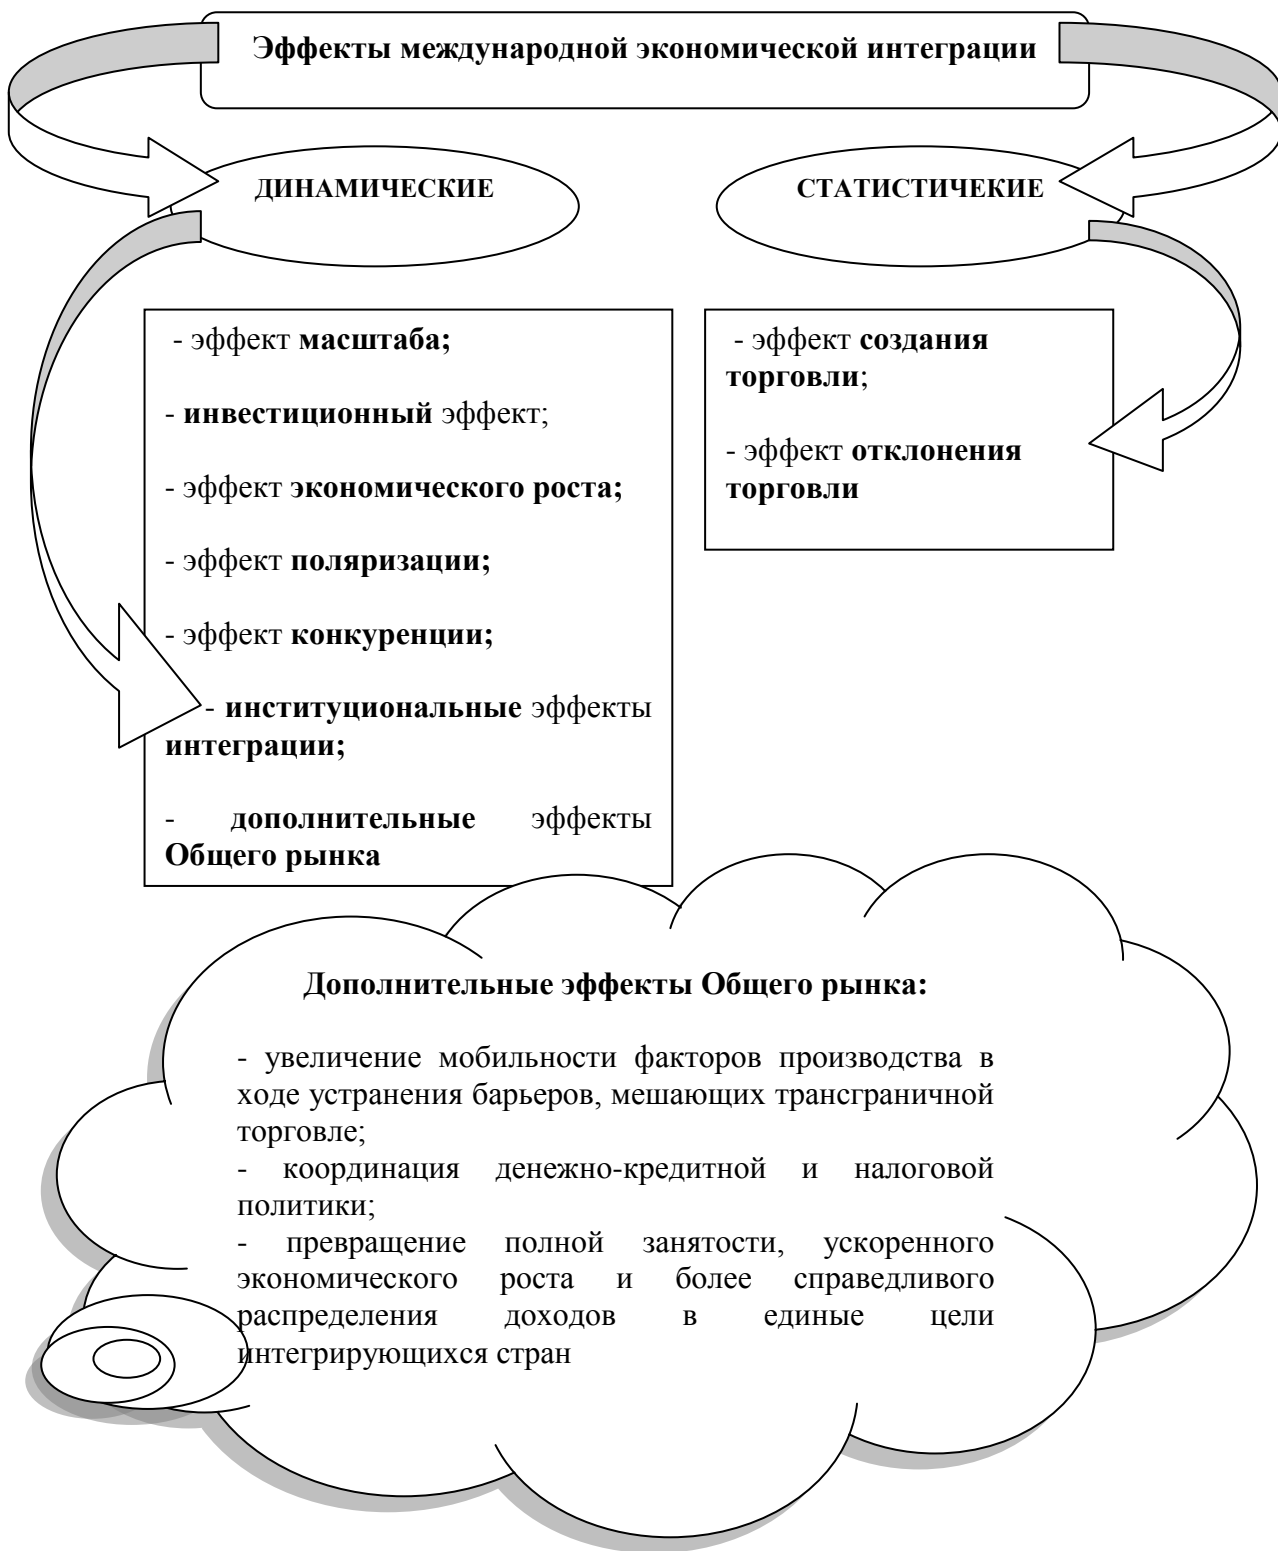 Эффекты международной экономической интеграции
ДИНАМИЧЕСКИЕ
СТАТИСТИЧЕКИЕ
- эффект масштаба;
- инвестиционный эффект;
- эффект экономического роста;
- эффект поляризации;
- эффект конкуренции;
- институциональные эффекты
интеграции;
- дополнительные эффекты
Общего рынка
- эффект создания
торговли;
- эффект отклонения
торговли
Дополнительные эффекты Общего рынка:
- увеличение мобильности факторов производства в
ходе устранения барьеров, мешающих трансграничной
торговле;
- координация денежно-кредитной и налоговой
политики;
- превращение полной занятости, ускоренного
экономического роста и более справедливого
распределения доходов в единые цели
интегрирующихся стран